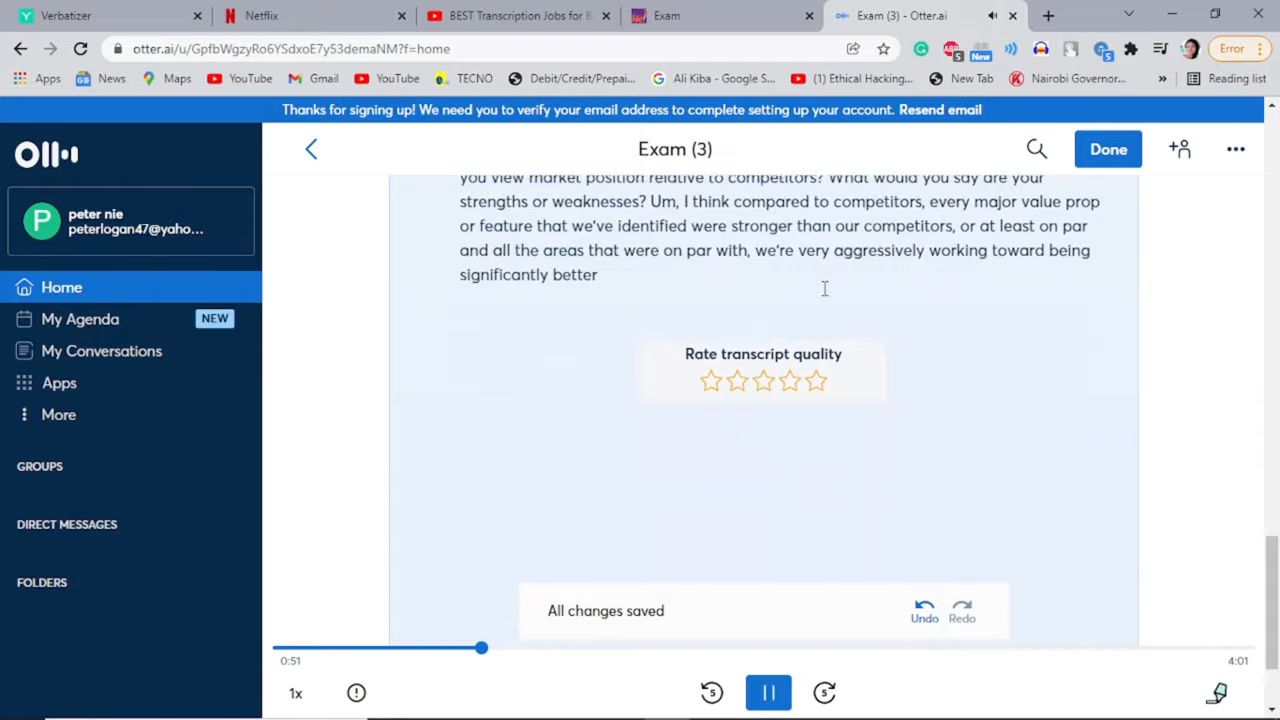 Verbatizer
Netflix
BEST Transcription Jobs for B
Exam
Exam (3) - Otter.ai
otter.ai/u/GpfbWgzyRo6YSdxoE7y53demaNM?f=home
5
New
5
Error
Apps
News
Maps
YouTube
Gmail
YouTube
TECNO
Debit/Credit/Prepai...
Ali Kiba - Google S...
(1) Ethical Hacking...
New Tab
Nairobi Governor...
»
Reading list
Thanks for signing up! We need you to verify your email address to complete setting up your account. Resend email
Exam (3)
Done
P
peter nie
peterlogan47@yaho...
Home
My Agenda
NEW
My Conversations
Apps
More
GROUPS
DIRECT MESSAGES
FOLDERS
you view market position relative to competitors? What would you say are your
strengths or weaknesses? Um, I think compared to competitors, every major value prop
or feature that we've identified were stronger than our competitors, or at least on par
and all the areas that were on par with, we're very aggressively working toward being
significantly better
Rate transcript quality
All changes saved
Undo
Redo
0:51
4:01
1x
5
5